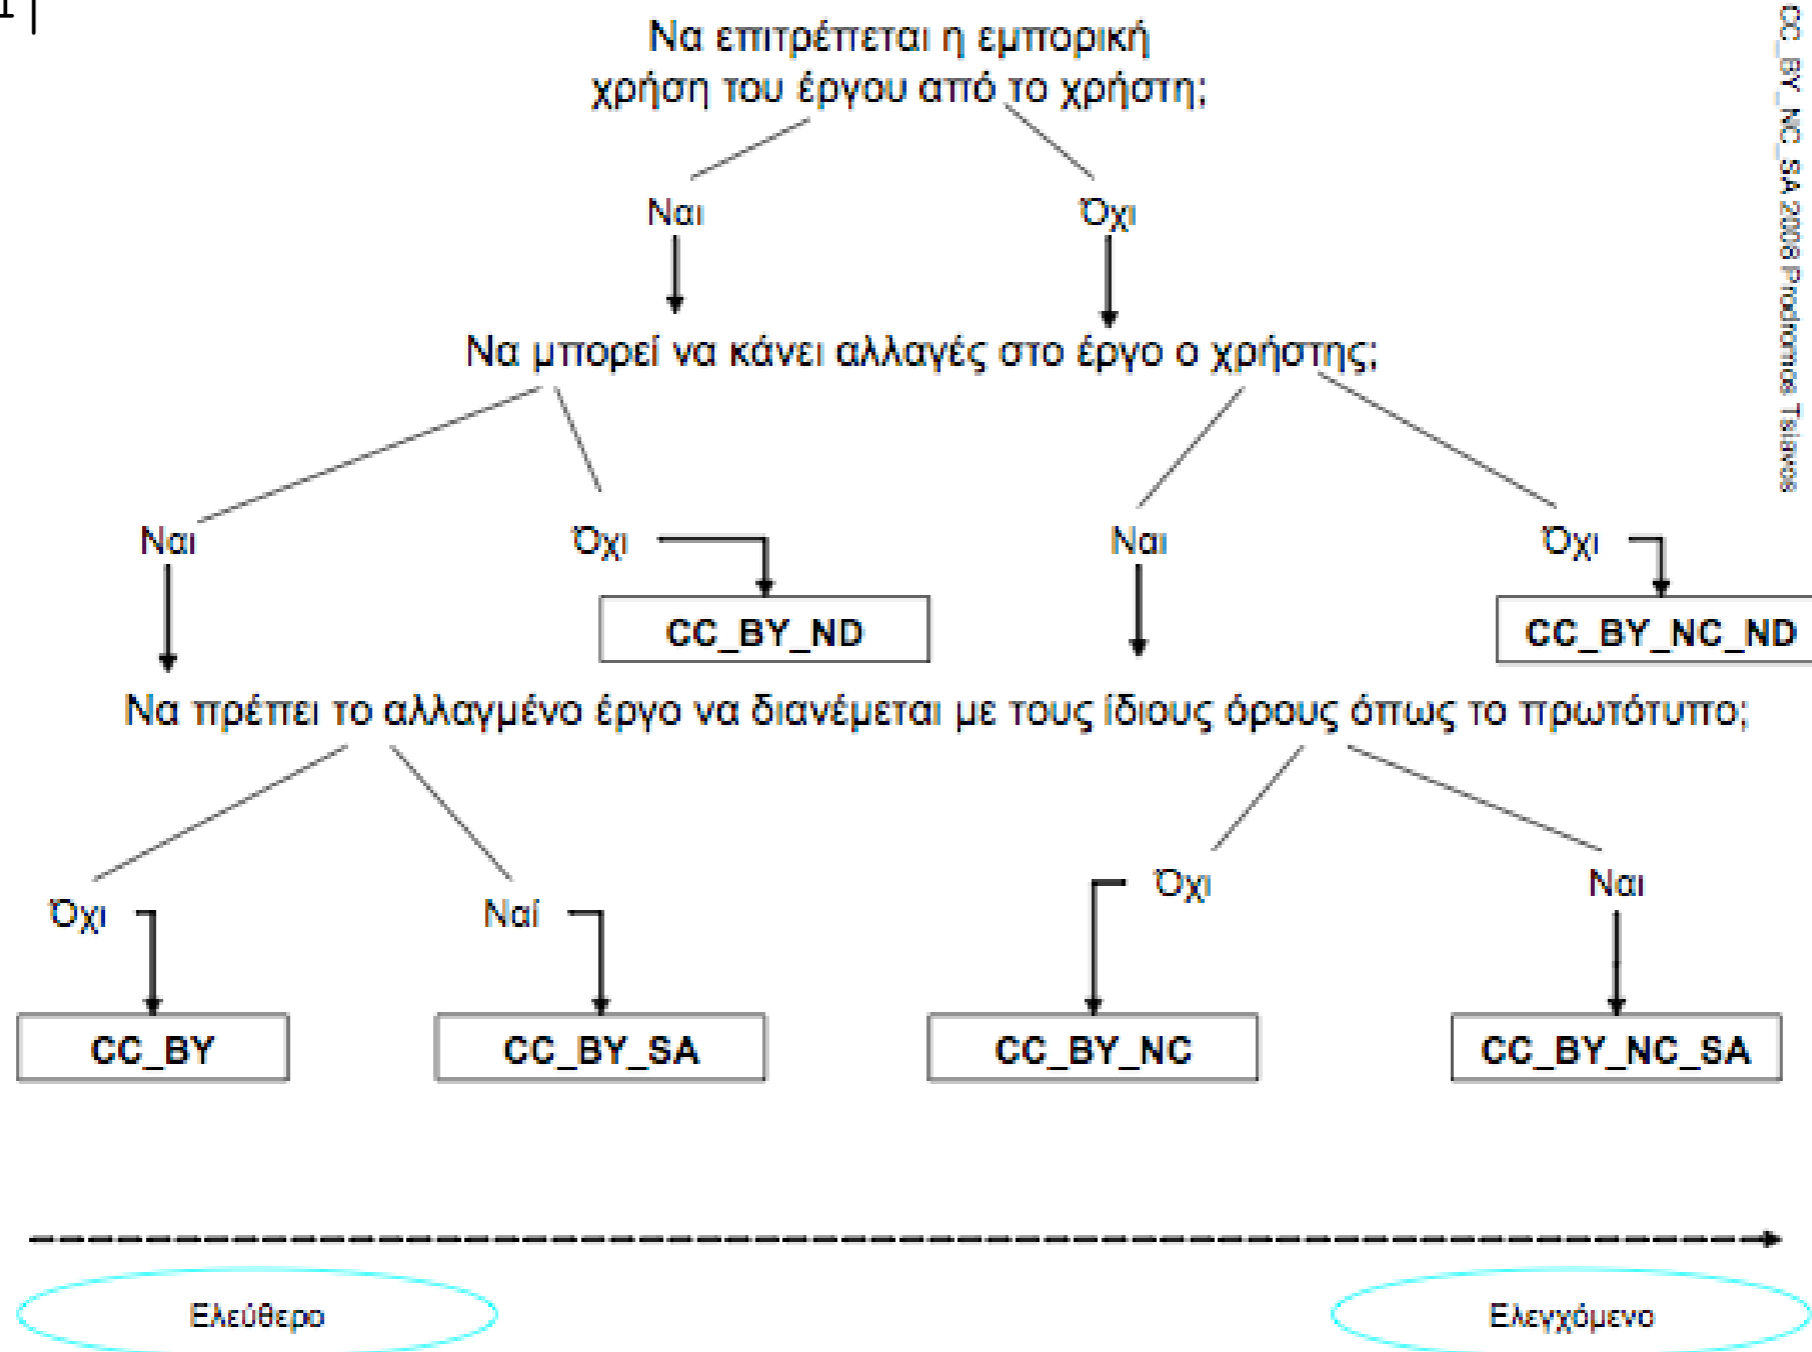 Να επιτρέπεται η εμπορική
χρήση του έργου από το χρήστη;
Ναι
Όχι
Να μπορεί να κάνει αλλαγές στο έργο ο χρήστης;
Ναι
Όχι
Ναι
Όχι
CC_BY_ND
CC_BY_NC_ND
Να πρέπει το αλλαγμένο έργο να διανέμεται με τους ίδιους όρους όπως το πρωτότυπο;
Όχι
Ναί
Όχι
Ναι
CC_BY
CC_BY_SA
CC_BY_NC
CC_BY_NC_SA
Ελεύθερο
Ελεγχόμενο
CC_BY_NC_SA 2008 Prodromos Tsiavos